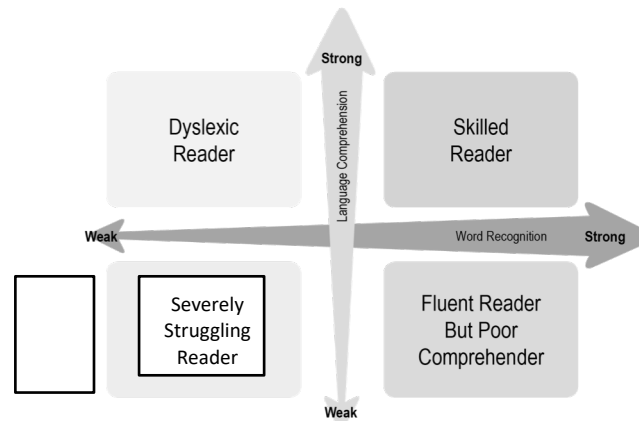 Strong
Dyslexic
Reader
Language Comprehension
Skilled
Reader
Weak
Word Recognition
Strong
Severely
Struggling
Reader
Fluent Reader
But Poor
Comprehender
Weak